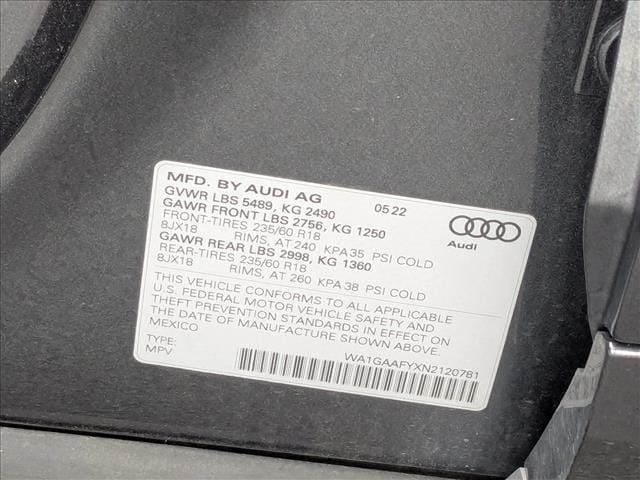 MFD. BY AUDI AG
05.22
GVWR LBS 5489, KG 2490
GAWR FRONT LBS 2756, KG 1250
FRONT-TIRES 235/60 R18
8JX18 RIMS, AT 240 KPA 35 PSI COLD
GAWR REAR LBS 2998, KG 1360
REAR-TIRES 235/60 R18
8JX18 RIMS, AT 260 KPA 38 PSI COLD
Audi
THIS VEHICLE CONFORMS TO ALL APPLICABLE
U.S. FEDERAL MOTOR VEHICLE SAFETY AND
THEFT PREVENTION STANDARDS IN EFFECT ON
THE DATE OF MANUFACTURE SHOWN ABOVE.
MEXICO
TYPE:
MPV
WA1GAAFYXN2120781